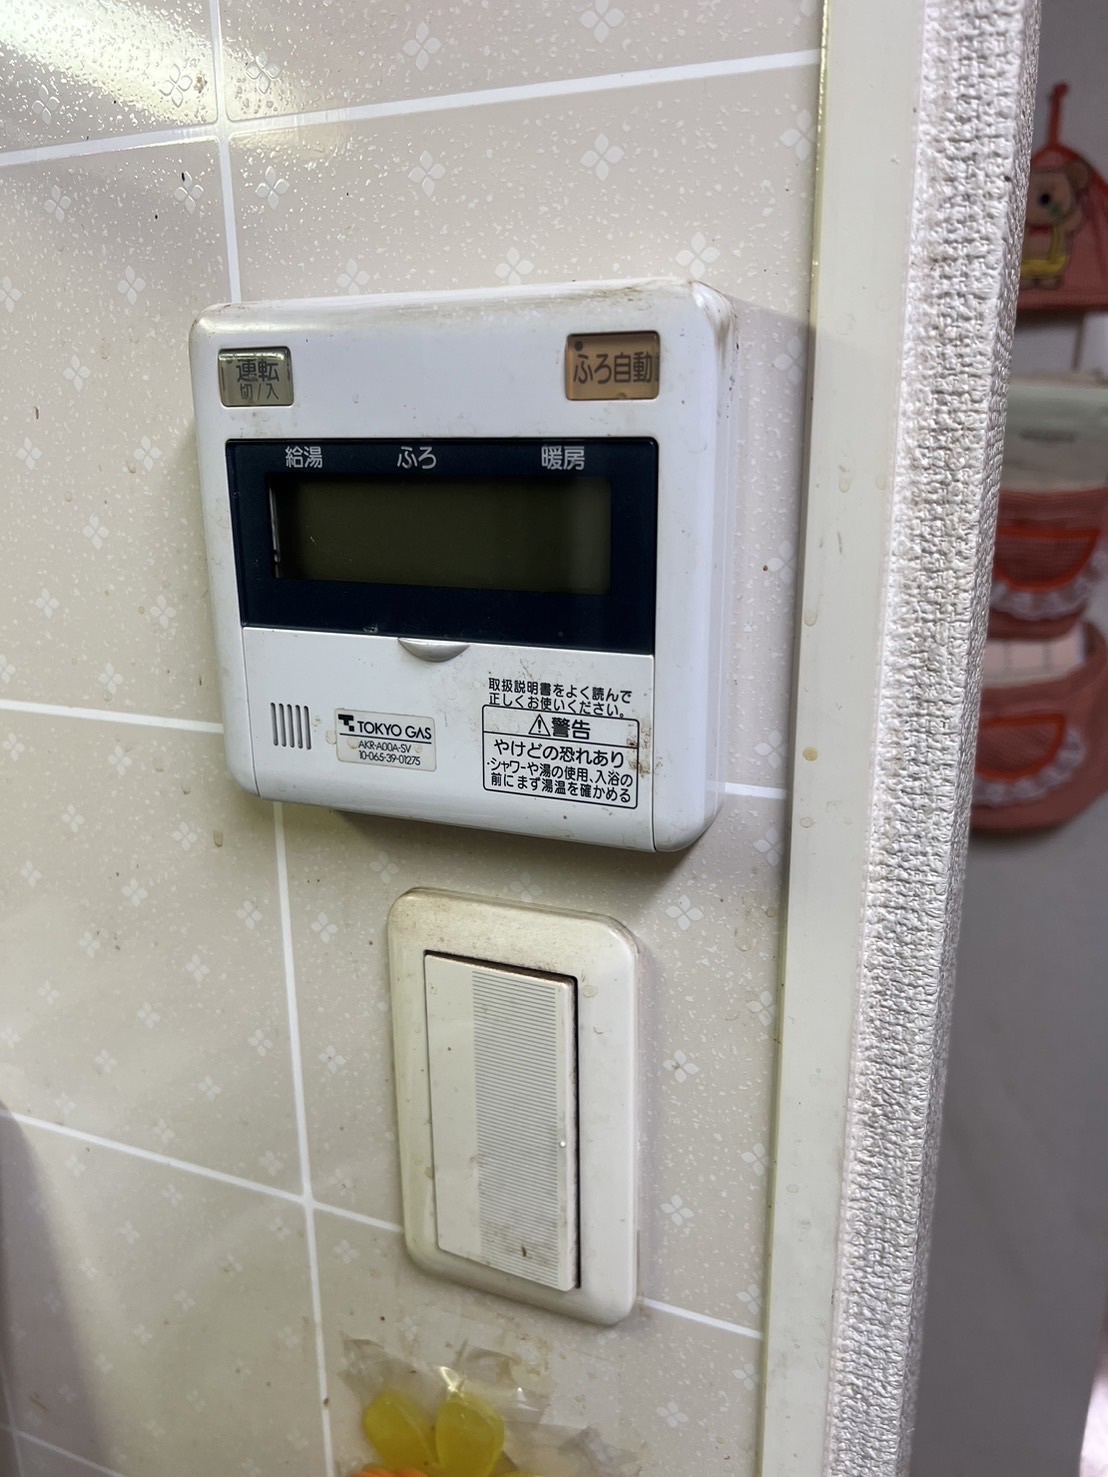 運転
切/入
ふろ自動
給湯 ふろ 暖房
取扱説明書をよく読んで
正しくお使いください。
⚠警告
やけどの恐れあり
・シャワーや湯の使用、入浴の
前にまず湯温を確かめる
TOKYO GAS
AKR-A00A-SV
10-065-39-01275